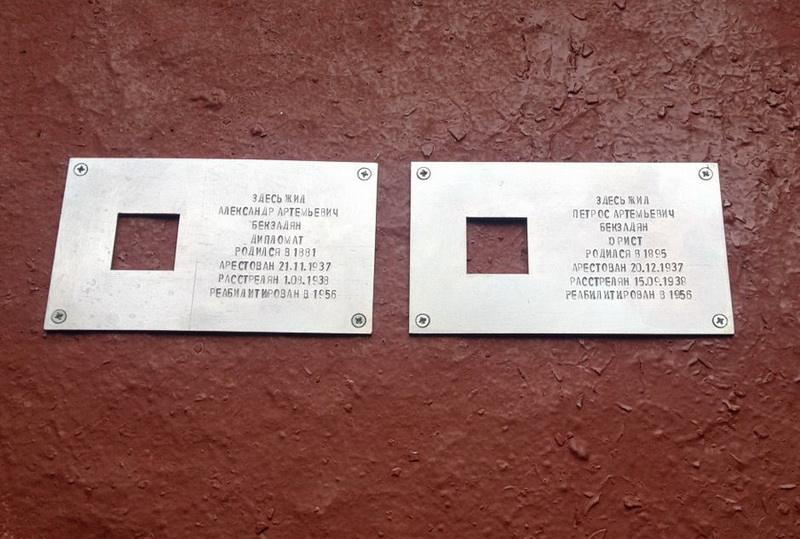 ЗДЕСЬ ЖИЛ
АЛЕКСАНДР АРТЕМЬЕВИЧ
БЕКЗАДЯН
ДИПЛОМАТ
РОДИЛСЯ В 1881
АРЕСТОВАН 21.11.1937
РАССТРЕЛЯН 1.08.1938
РЕАБИЛИТИРОВАН В 1956
ЗДЕСЬ ЖИЛ
ПЕТРОС АРТЕМЬЕВИЧ
БЕКЗАДЯН
ЮРИСТ
РОДИЛСЯ В 1895
АРЕСТОВАН 20.12.1937
РАССТРЕЛЯН 15.09.1938
РЕАБИЛИТИРОВАН В 1956